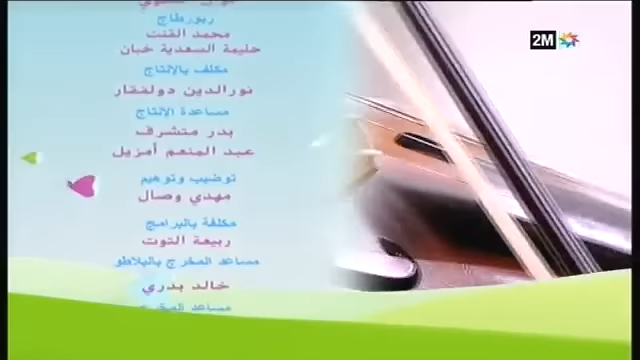 ربورطاج
محمد القنت
حليمة السعدية خبان
مكلف بالإنتاج
نورالدين دولفقار
مساعدة الإنتاج
بدر متشرف
عبد المنعم أمزيل
توضيب وتوهيم
مهدي وصال
مكلفة بالبرامج
ربيعة التوت
مساعد المخرج بالبلاطو
خالد بدري
مساعد
2M